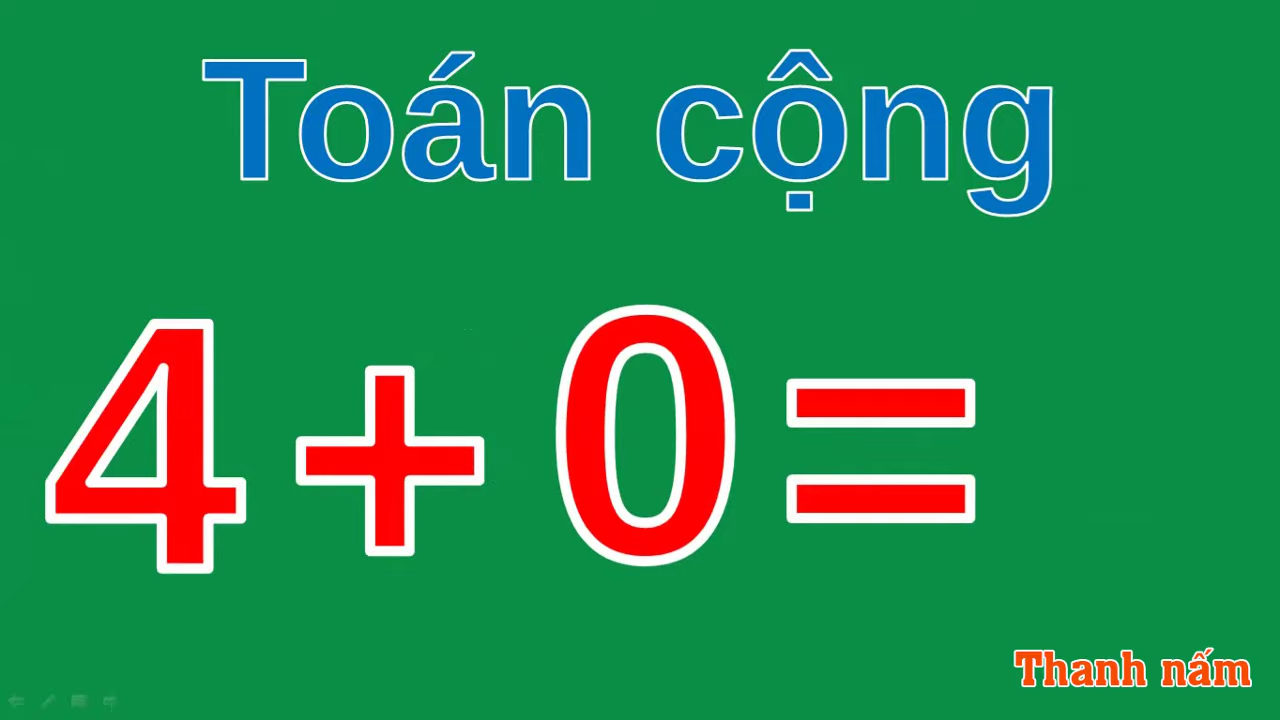 Toán cộng
4+0=
Thanh nấm